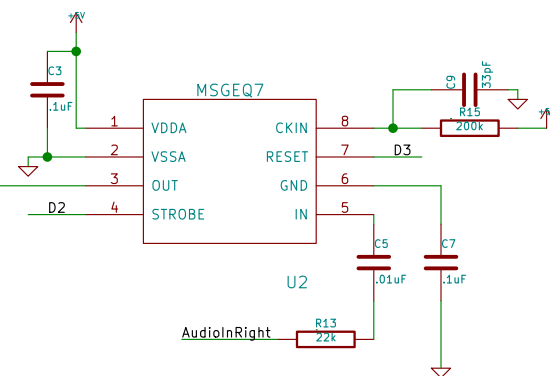 +5V
C3
.1uF
MSGEQ7
1 VDDA CKIN 8
2 VSSA RESET 7 D3
3 OUT GND 6
D2 4 STROBE IN 5
C9
33pF
R15
200k
C5
.01uF
C7
.1uF
U2
R13
AudioInRight 22k